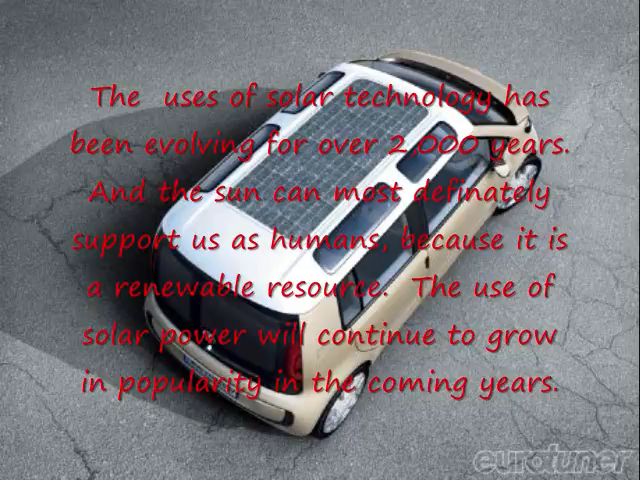 The  uses of solar technology has
been evolving for over 2,000 years.
And the sun can most definately
support us as humans, because it is
a renewable resource.  The use of
solar power will continue to grow
in popularity in the coming years.
eurotuner